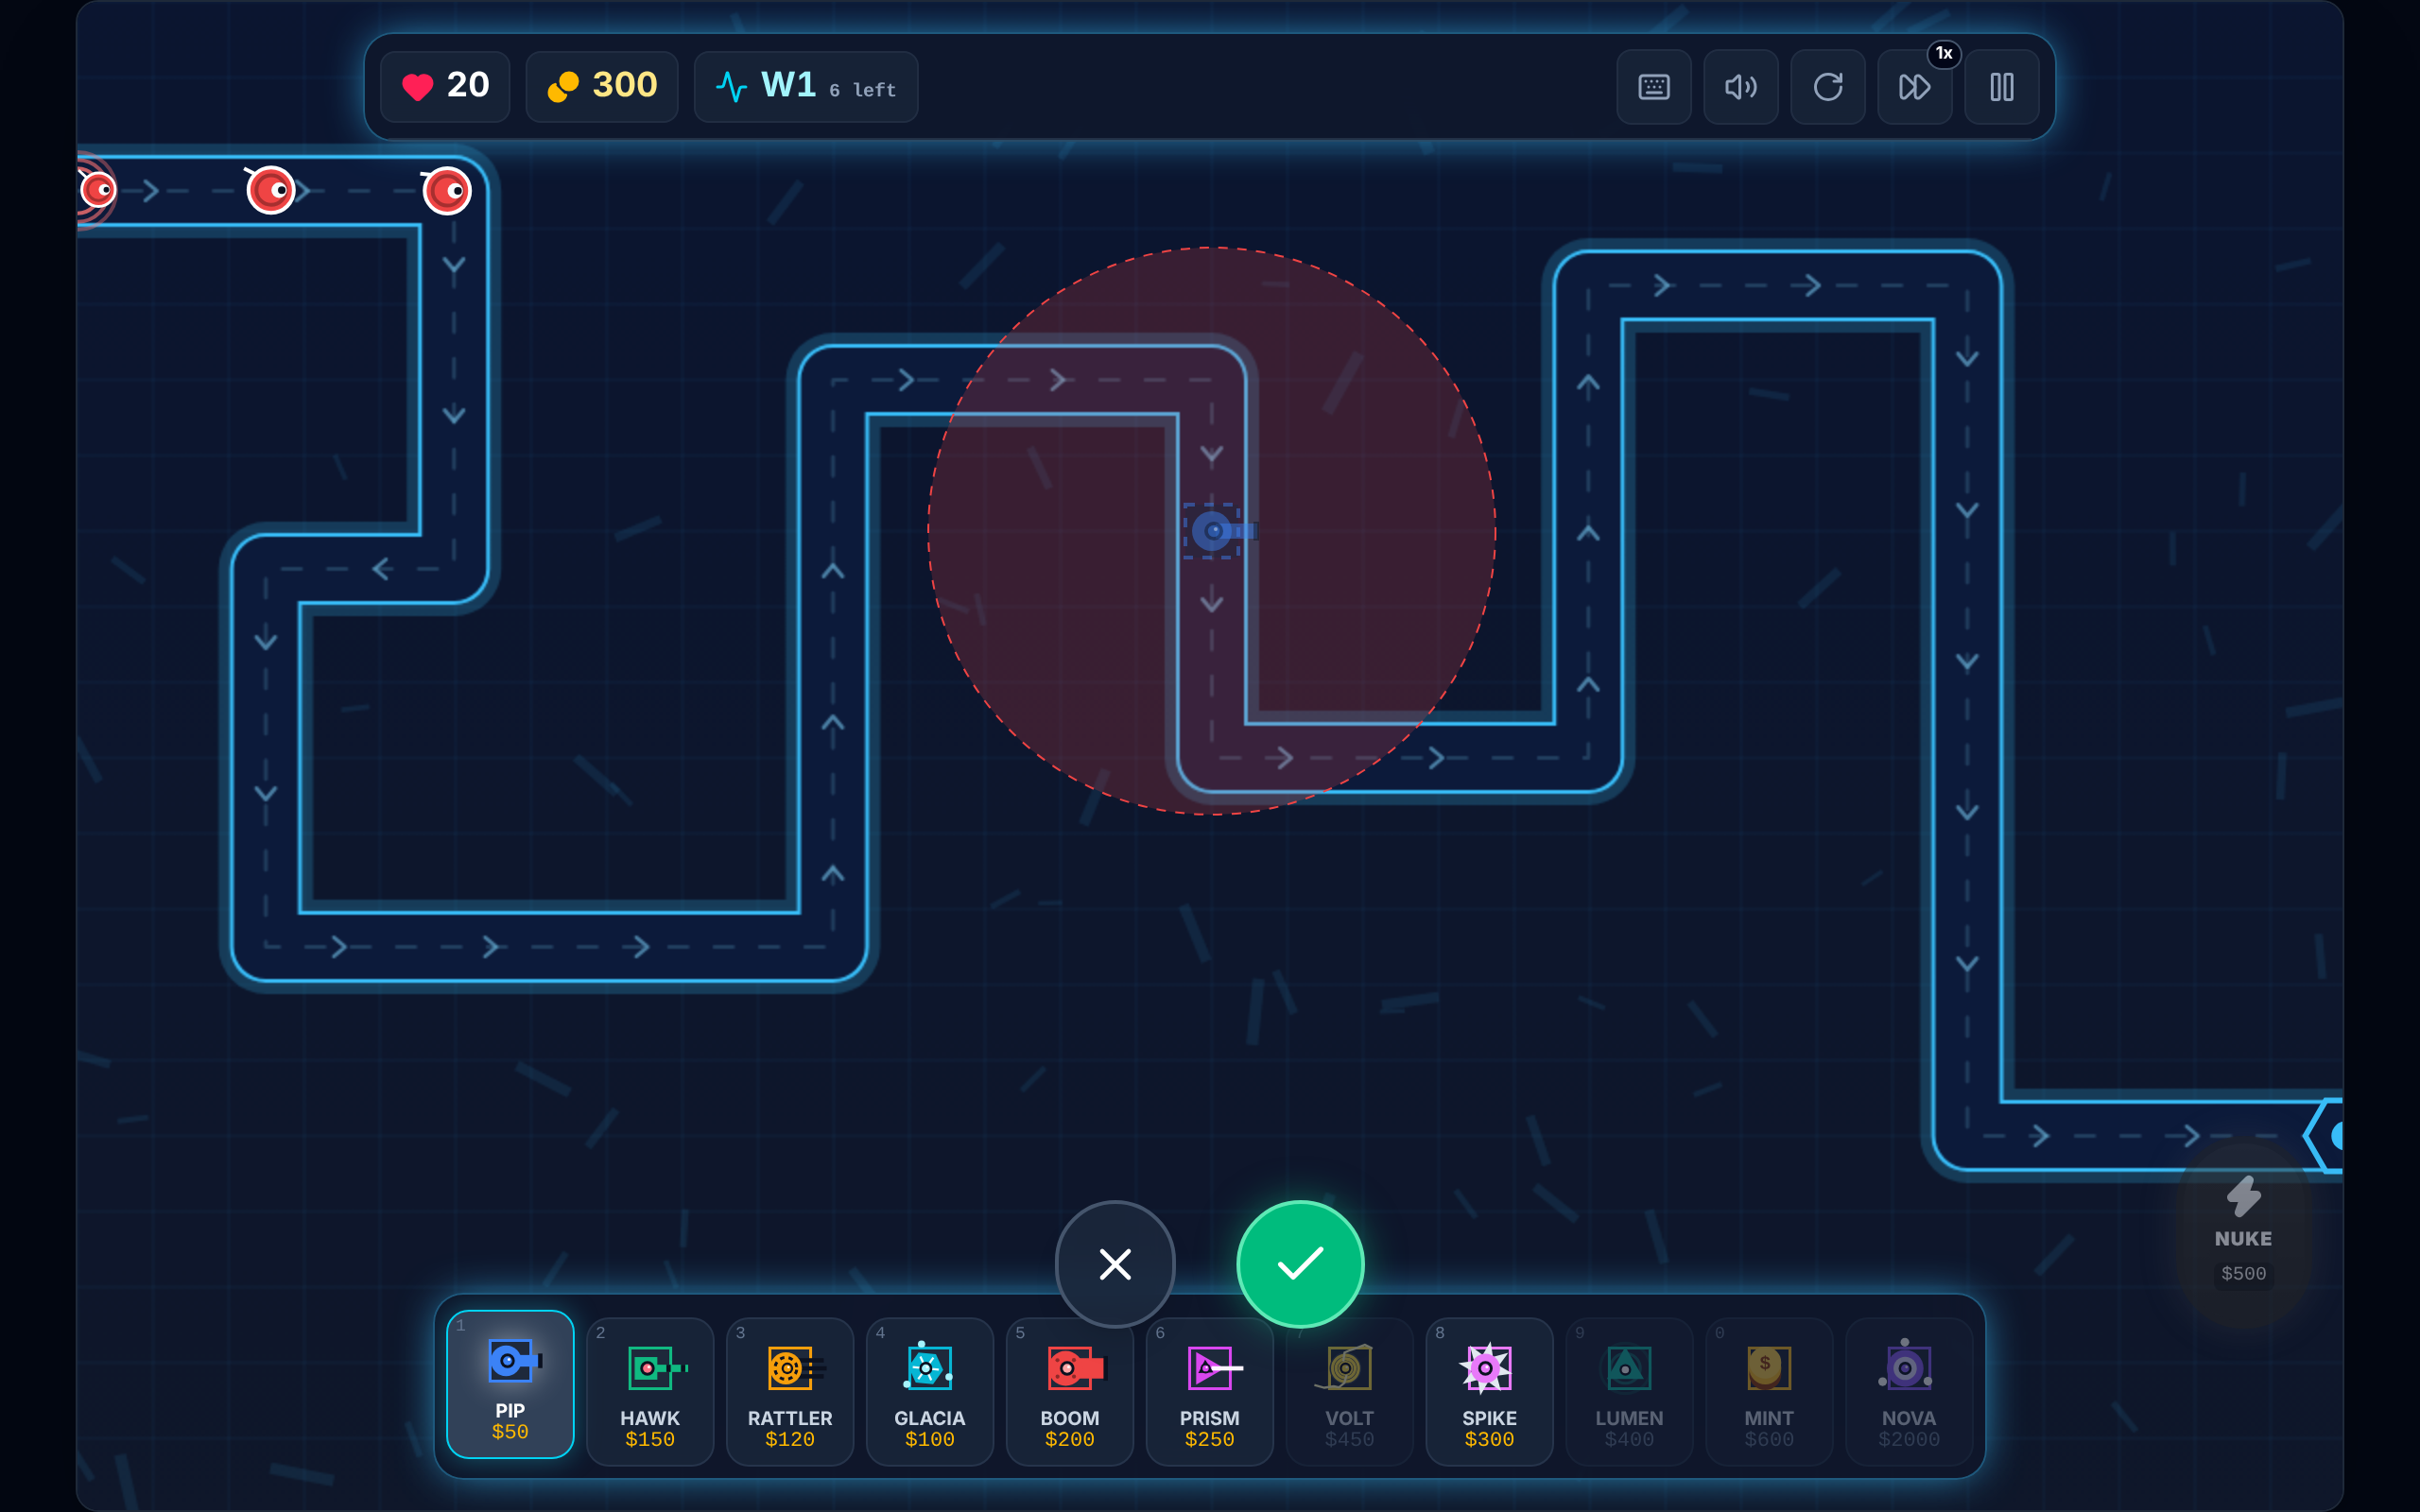 20
300
W1 6 left
1x
NUKE
$500
1
PIP
$50
2
HAWK
$150
3
RATTLER
$120
4
GLACIA
$100
5
BOOM
$200
6
PRISM
$250
7
VOLT
$450
8
SPIKE
$300
9
LUMEN
$400
0
$
MINT
$600
NOVA
$2000